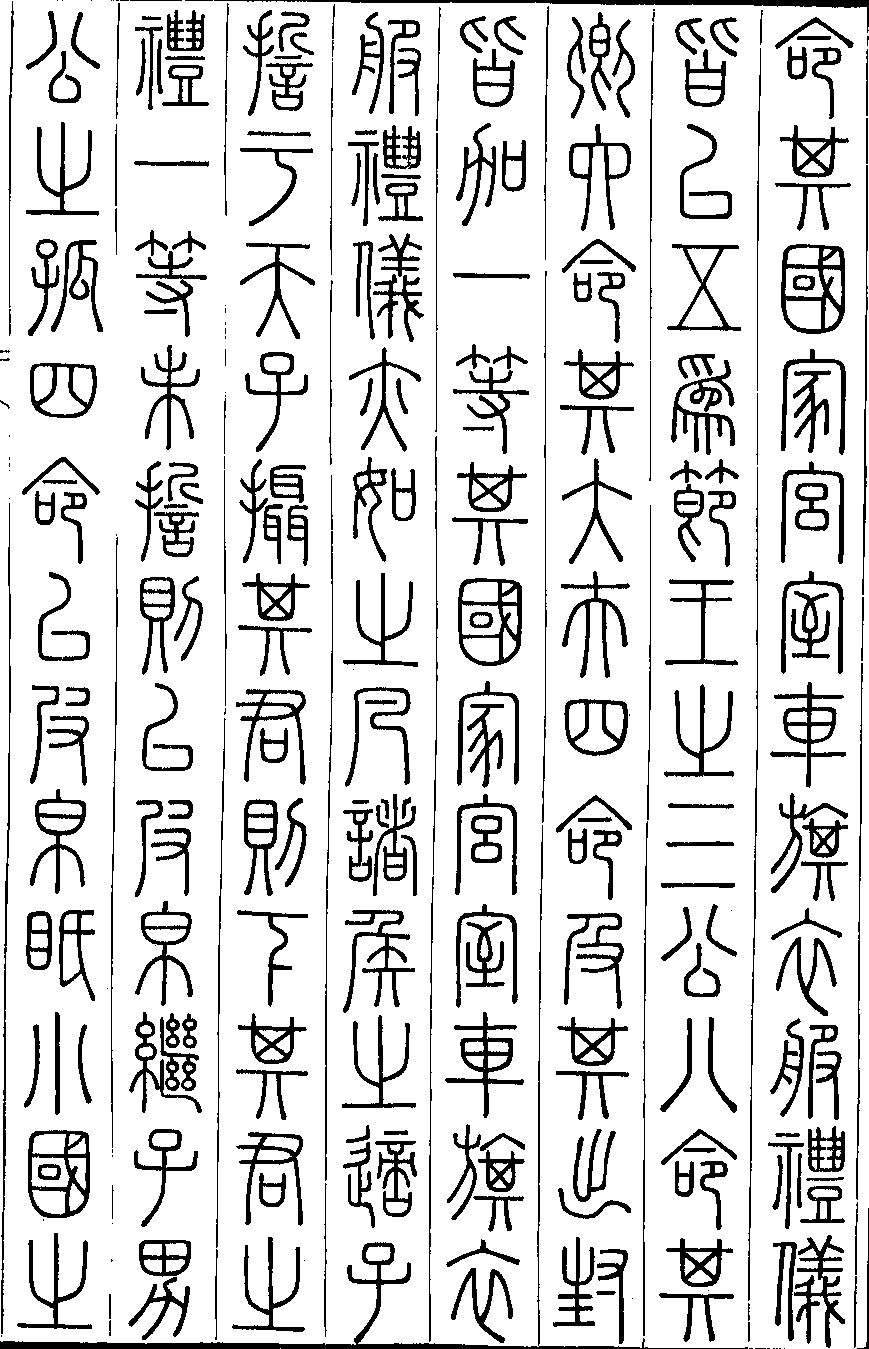 命其國家宮室車旗衣服禮儀
皆以五爲節王之三公八命其
卿六命其大夫四命及其出封
皆加一等其國家宮室車旗衣
服禮儀亦如之凡諸侯之適子
誓于天子攝其君則下其君之
禮一等未誓則以皮帛繼子男
公之孤四命以皮帛眂小國之